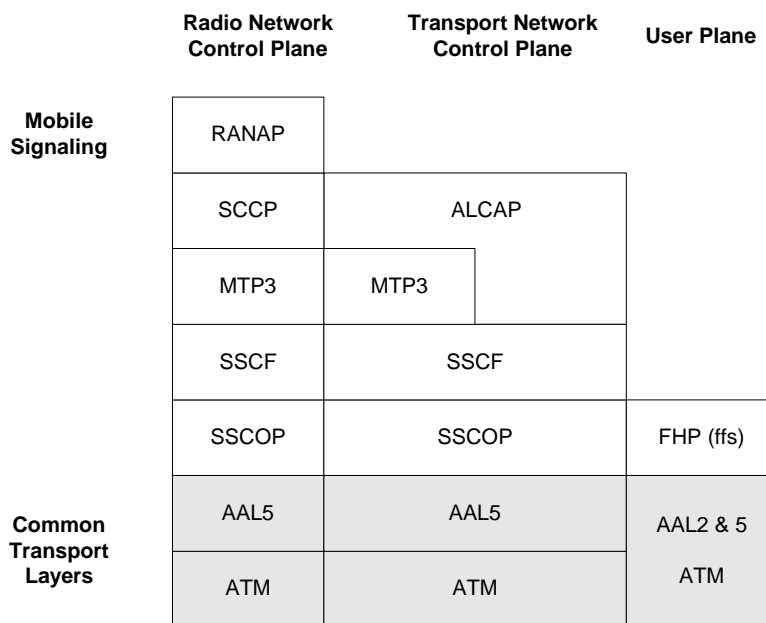 Radio Network
Control Plane
Transport Network
Control Plane
User Plane
Mobile
Signaling
RANAP
SCCP
ALCAP
MTP3
MTP3
SSCF
SSCF
SSCOP
SSCOP
FHP (ffs)
Common
Transport
Layers
AAL5
AAL5
AAL2 & 5
ATM
ATM
ATM